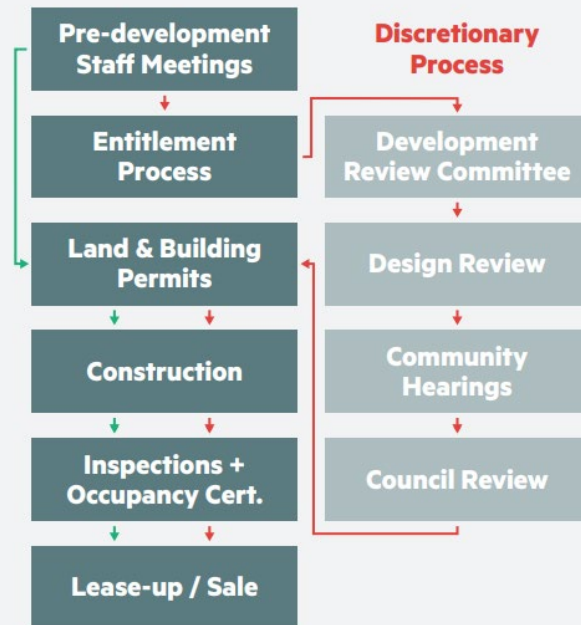 Pre-development
Staff Meetings
Discretionary
Process
Entitlement
Process
Development
Review Committee
Land & Building
Permits
Design Review
Construction
Community
Hearings
Inspections +
Occupancy Cert.
Council Review
Lease-up / Sale